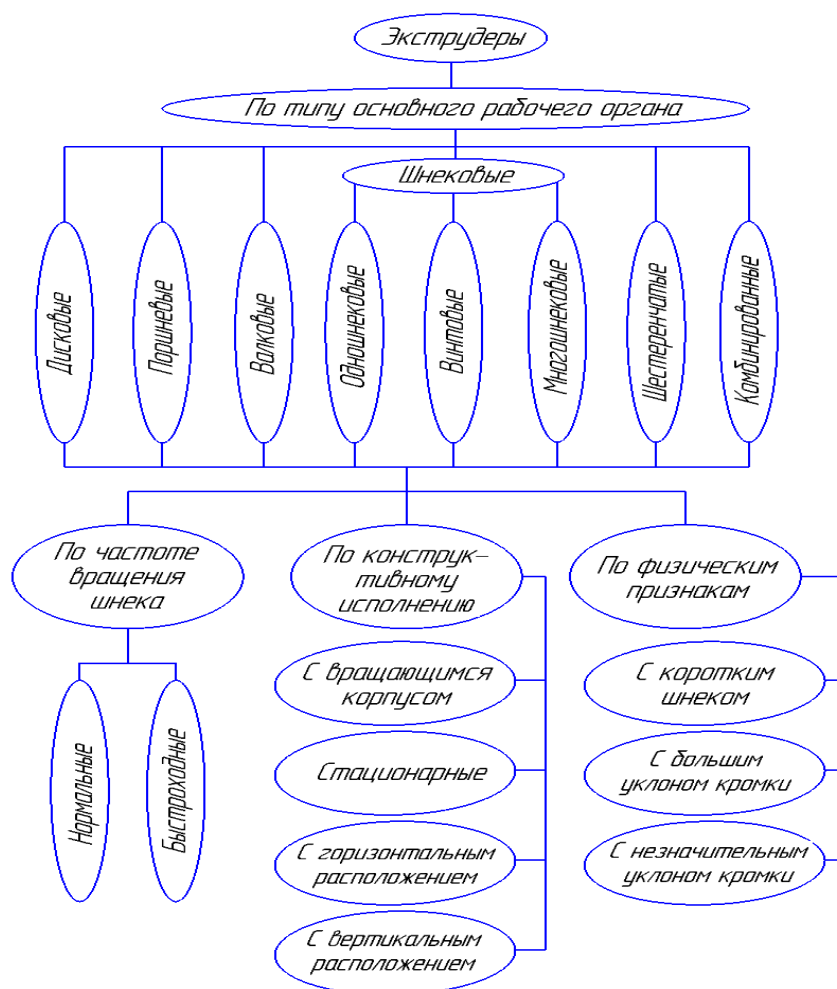 Экструдеры
По типу основного рабочего органа
Шнековые
Дисковые
Поршневые
Валковые
Одношнековые
Винтовые
Многошнековые
Шестеренчатые
Комбинированные
По частоте
вращения
шнека
По конструк-
тивному
исполнению
По физическим
признакам
Нормальные
Быстроходные
С вращающимся
корпусом
Стационарные
С горизонтальным
расположением
С вертикальным
расположением
С коротким
шнеком
С большим
уклоном кромки
С незначительным
уклоном кромки